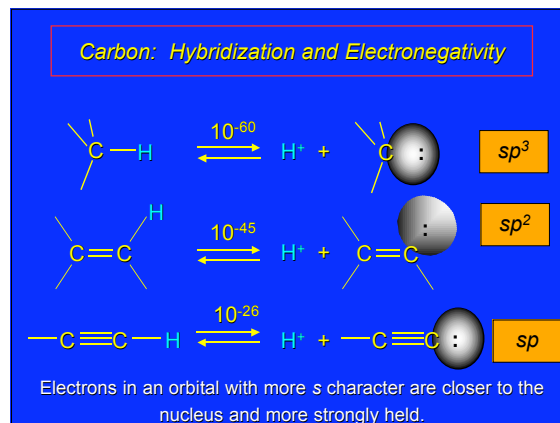 Carbon: Hybridization and Electronegativity
C H 10⁻⁶⁰ H⁺ + C : sp³
H
C C 10⁻⁴⁵ H⁺ + C C : sp²
C C H 10⁻²⁶ H⁺ + C C : sp
Electrons in an orbital with more s character are closer to the
nucleus and more strongly held.